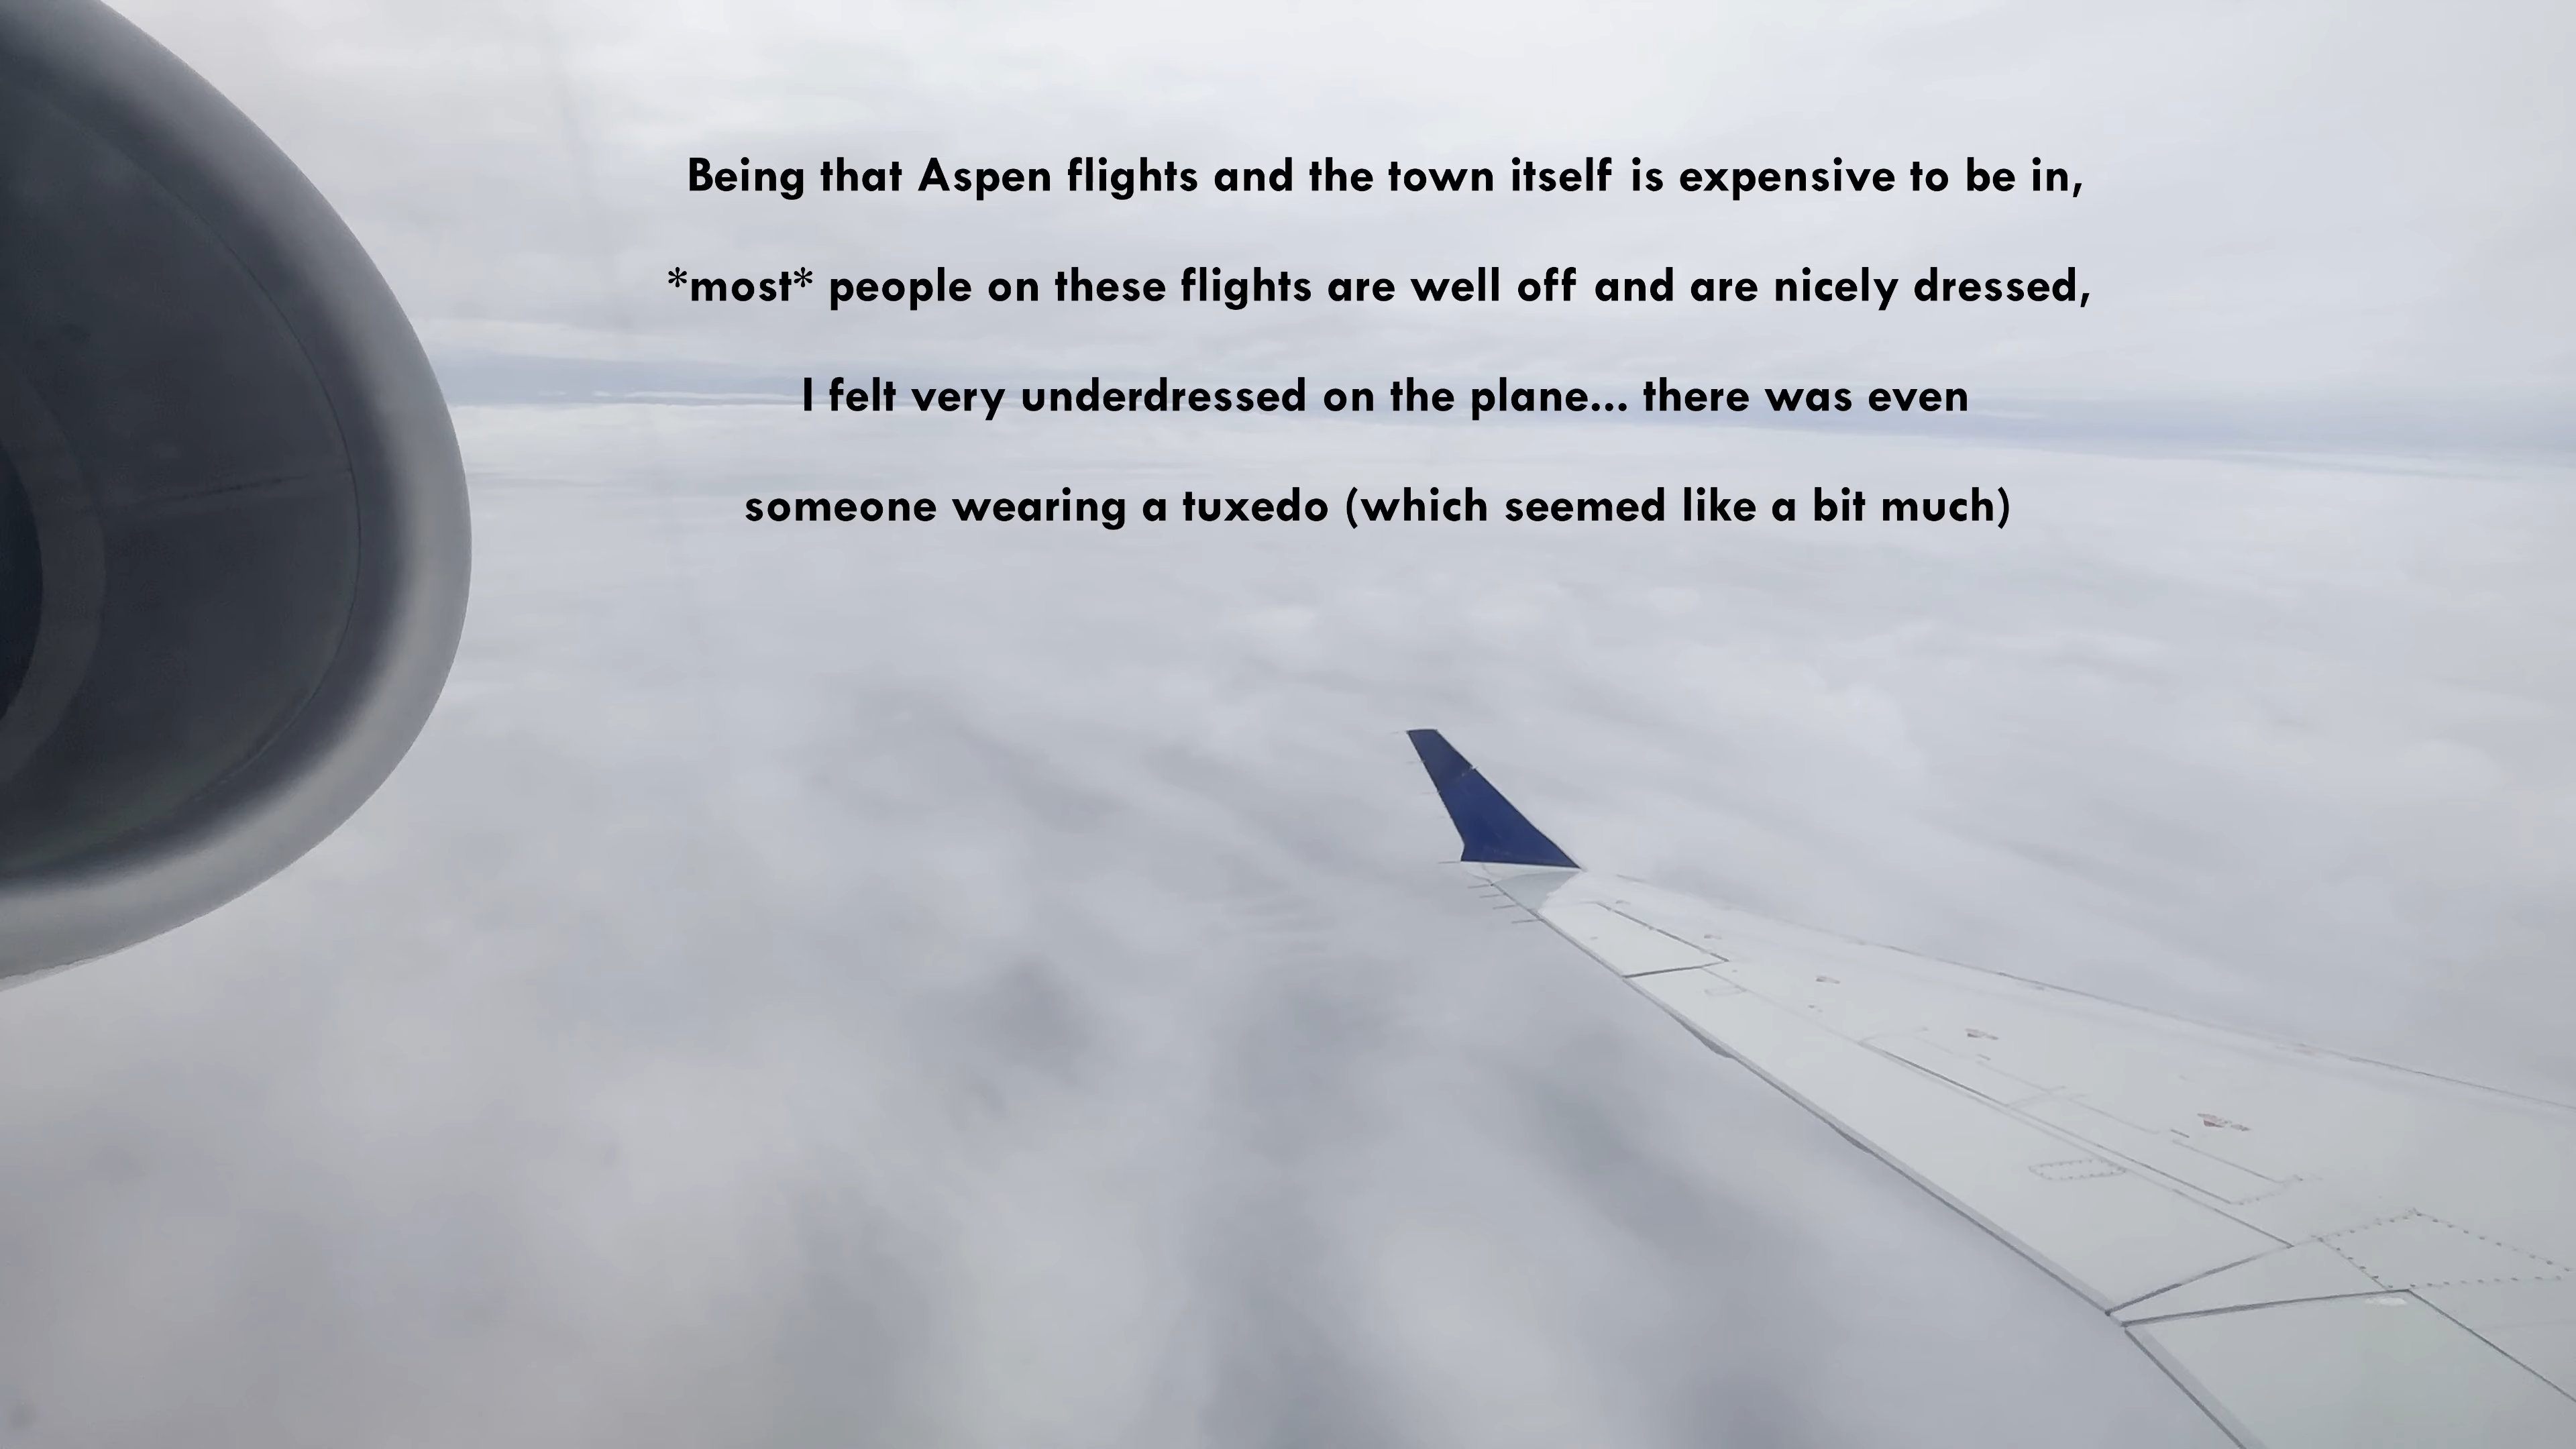 Being that Aspen flights and the town itself is expensive to be in,
*most* people on these flights are well off and are nicely dressed,
I felt very underdressed on the plane... there was even
someone wearing a tuxedo (which seemed like a bit much)